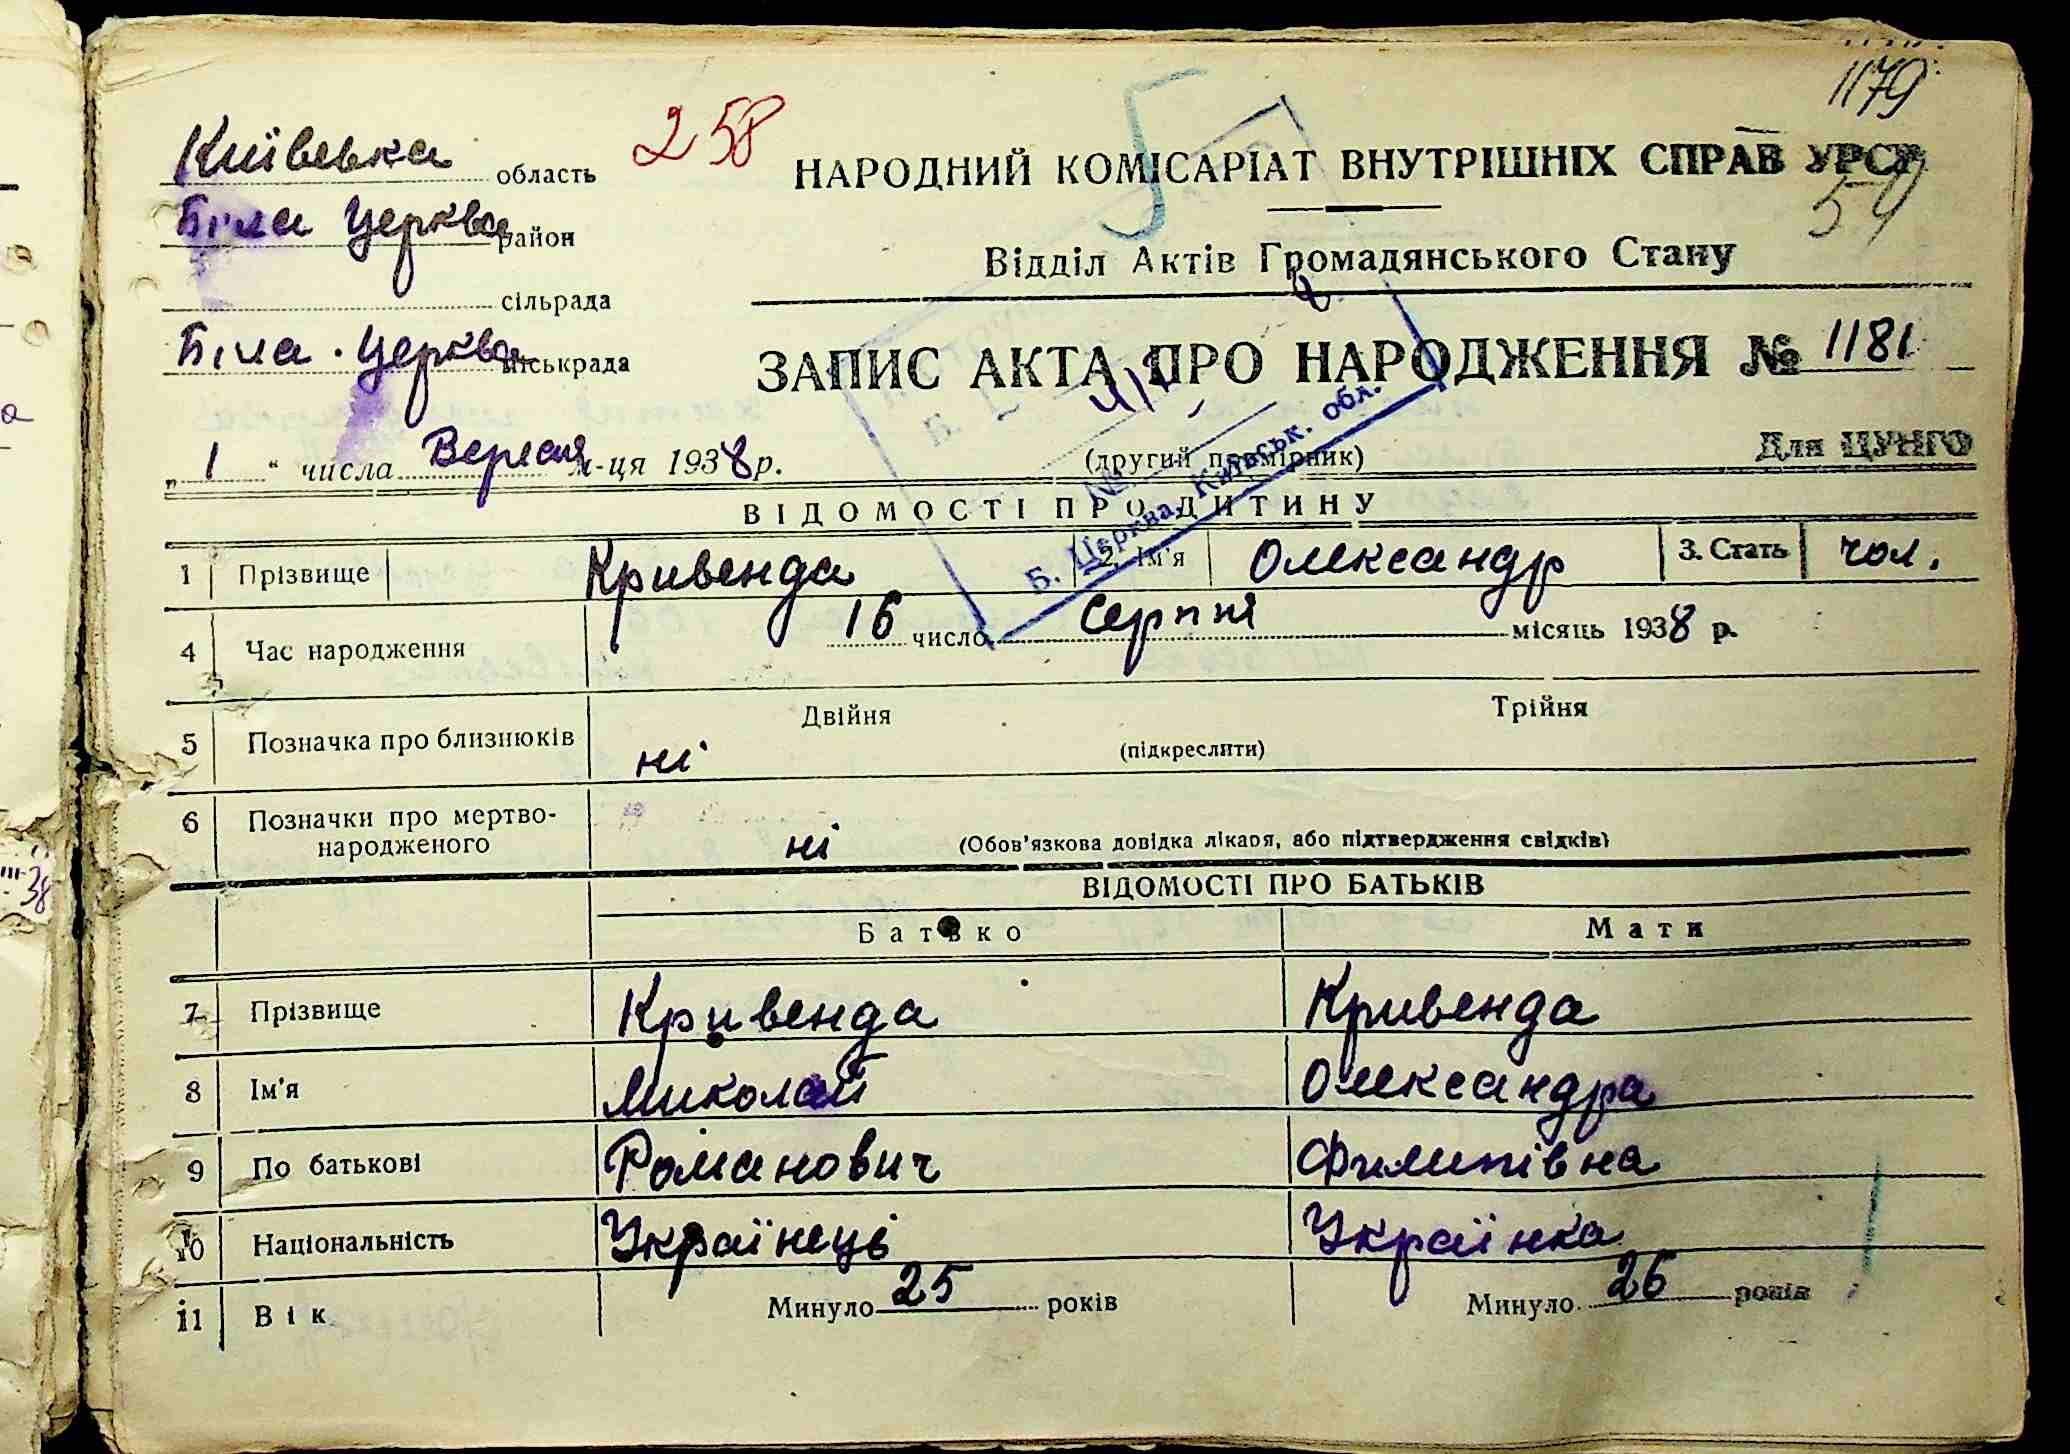 1179
Київська область
258
НАРОДНИЙ КОМІСАРІАТ ВНУТРІШНІХ СПРАВ УРСР
54
5
Біла Церква район
Відділ Актів Громадянського Стану
сільрада
Біла Церква міськрада
ЗАПИС АКТА ПРО НАРОДЖЕННЯ № 1181
„ 1 “ числа Вересня м-ця 1938 р.
(другий примірник)
Для ЦУНГО
№
Б. Церква, Київськ. обл.
ВІДОМОСТІ ПРО ДИТИНУ
1 Прізвище Кривенда 2. Ім'я Олександр 3. Стать чол.
4 Час народження 16 число Серпня місяць 1938 р.
5 Позначка про близнюків ні Двійня (підкреслити) Трійня
6 Позначки про мертво-
народженого ні (Обов'язкова довідка лікаря, або підтвердження свідків)
ВІДОМОСТІ ПРО БАТЬКІВ
Батько Мати
7 Прізвище Кривенда Кривенда
8 Ім'я Миколай Олександра
9 По батькові Романович Филипівна
10 Національність Українець Українка
11 Вік Минуло 25 років Минуло 26 років